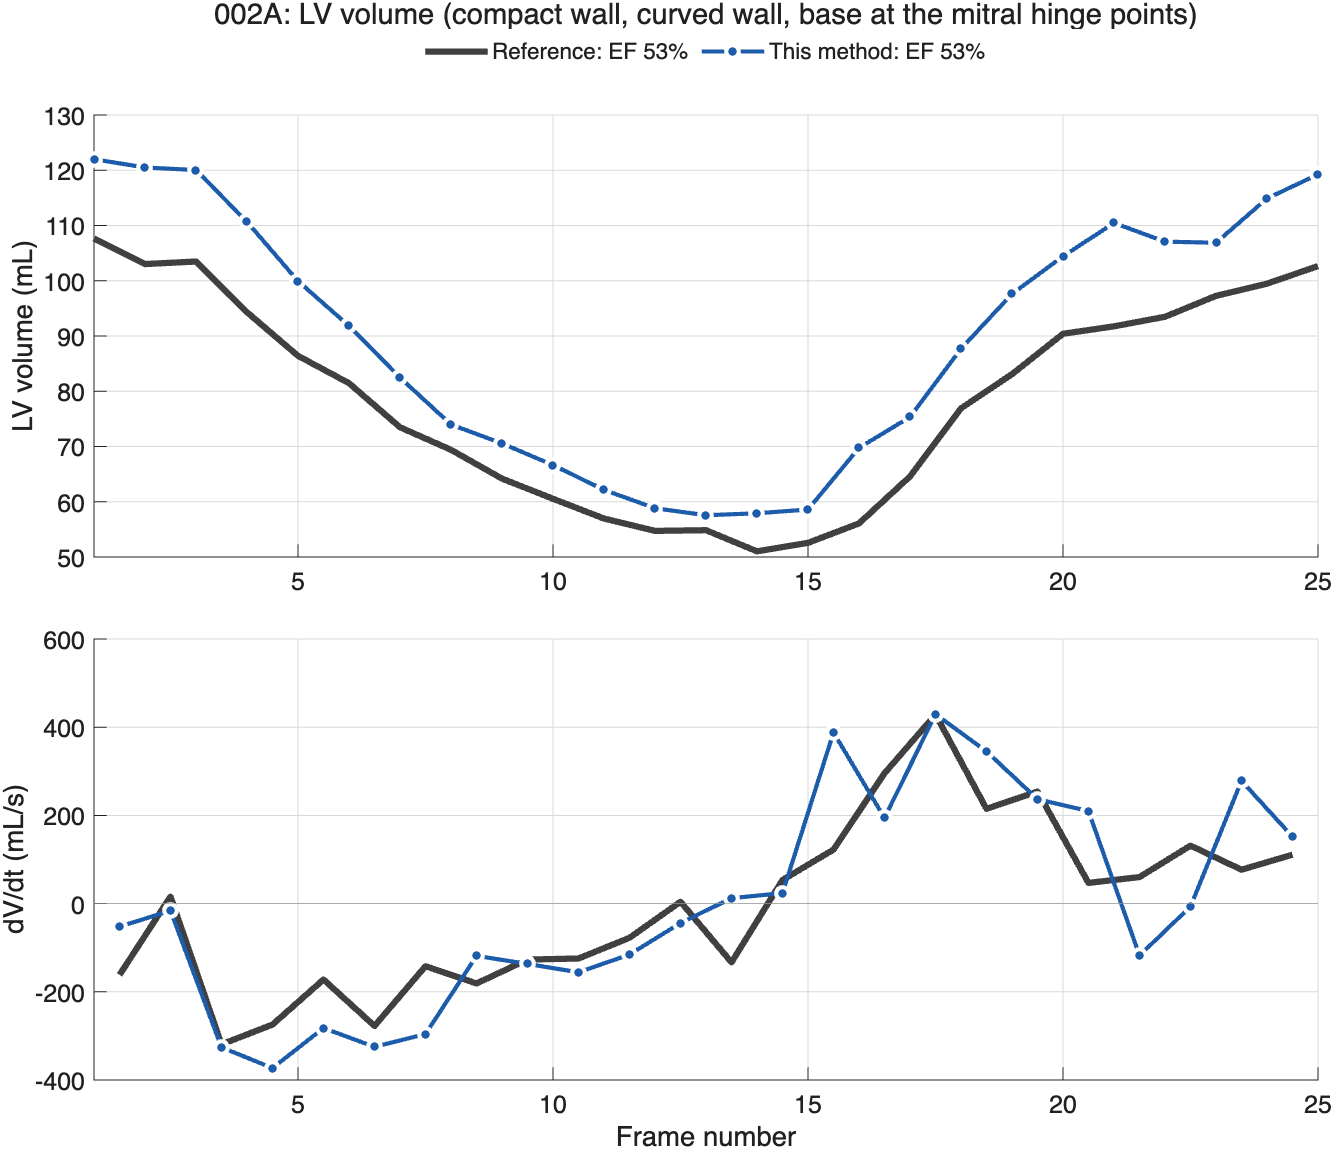 002A: LV volume (compact wall, curved wall, base at the mitral hinge points)
Reference: EF 53% This method: EF 53%
LV volume (mL)
130
120
110
100
90
80
70
60
50
5 10 15 20 25
dV/dt (mL/s)
600
400
200
0
-200
-400
5 10 15 20 25
Frame number